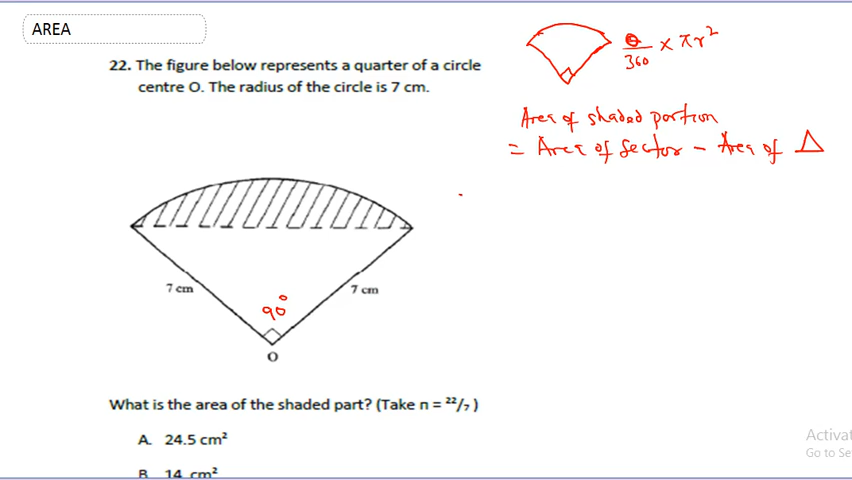 AREA
22. The figure below represents a quarter of a circle
centre O. The radius of the circle is 7 cm.
θ/360 × πr²
Area of shaded portion
= Area of sector - Area of △
7 cm
7 cm
90°
O
What is the area of the shaded part? (Take n = ²²/₇ )
A. 24.5 cm²
B. 14 cm²
Activat
Go to Se